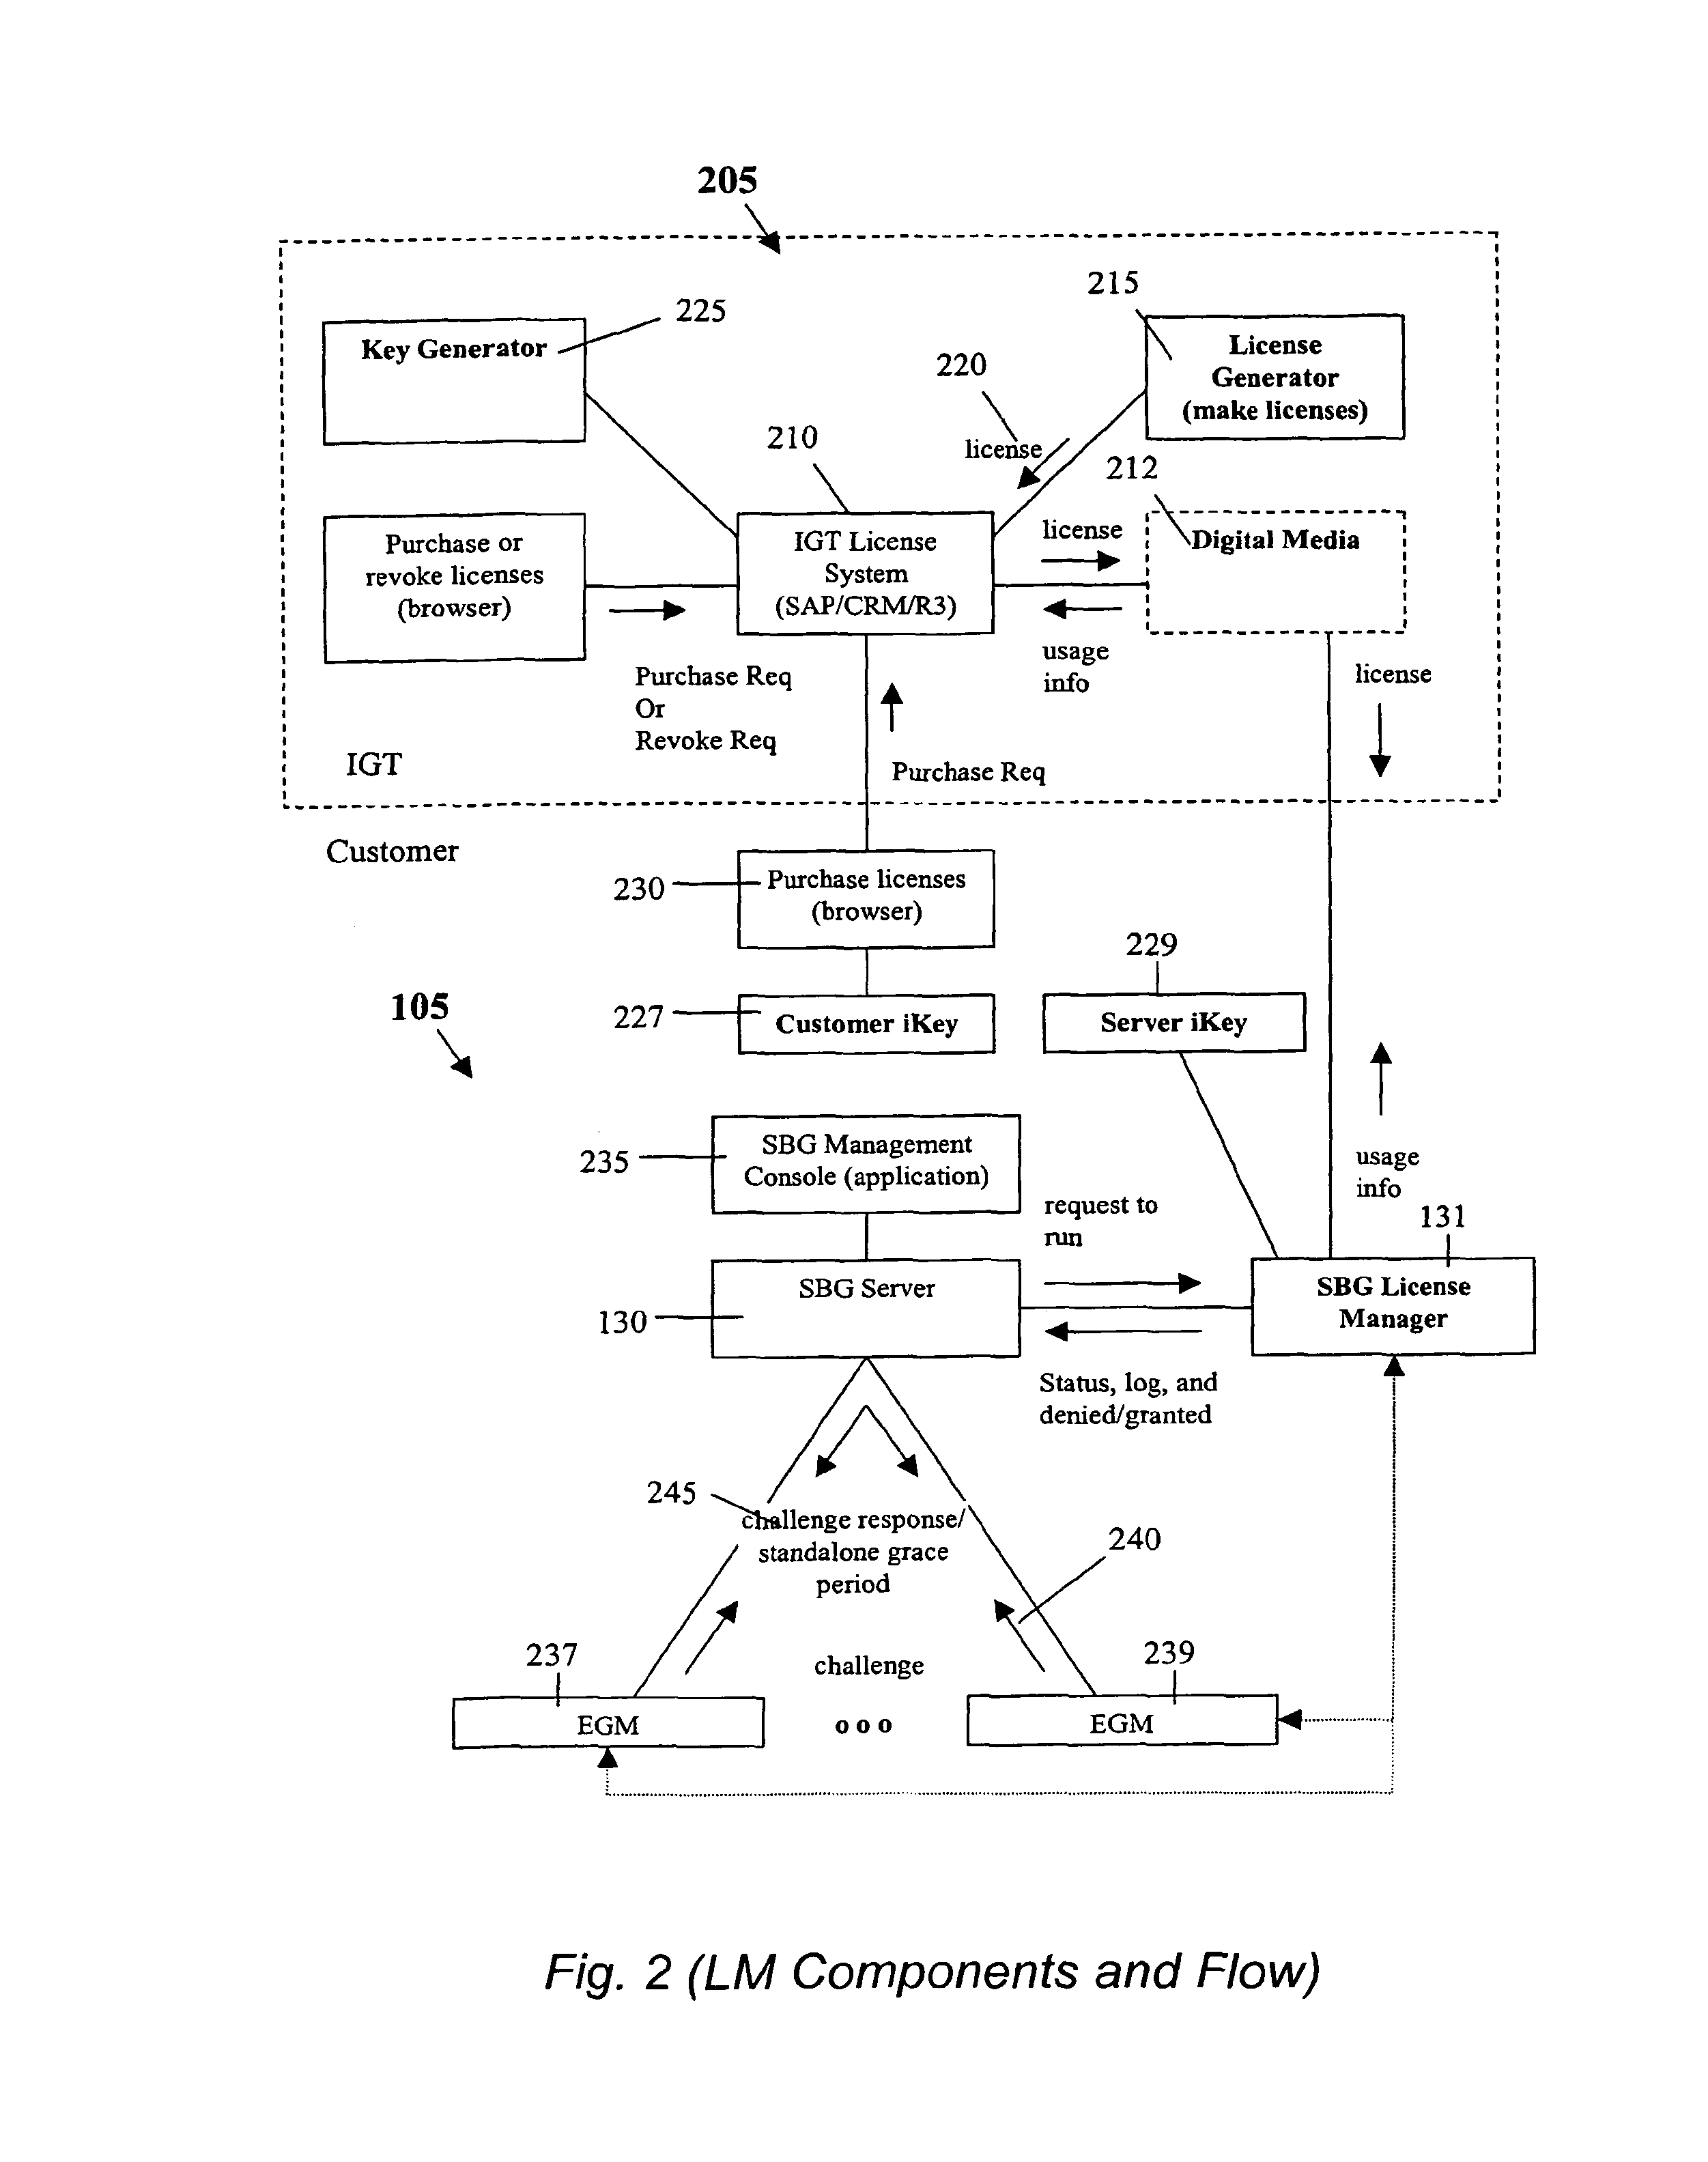 205
215
225
Key Generator
License
Generator
(make licenses)
220
license
210
212
Purchase or
revoke licenses
(browser)
IGT License
System
(SAP/CRM/R3)
license
Digital Media
usage
info
Purchase Req
Or
Revoke Req
license
IGT
Purchase Req
Customer
230
Purchase licenses
(browser)
229
105
227
Customer iKey
Server iKey
235
SBG Management
Console (application)
usage
info
request to
run
131
130
SBG Server
SBG License
Manager
Status, log, and
denied/granted
245
challenge response/
standalone grace
period
240
237
challenge
239
EGM
o o o
EGM
Fig. 2 (LM Components and Flow)